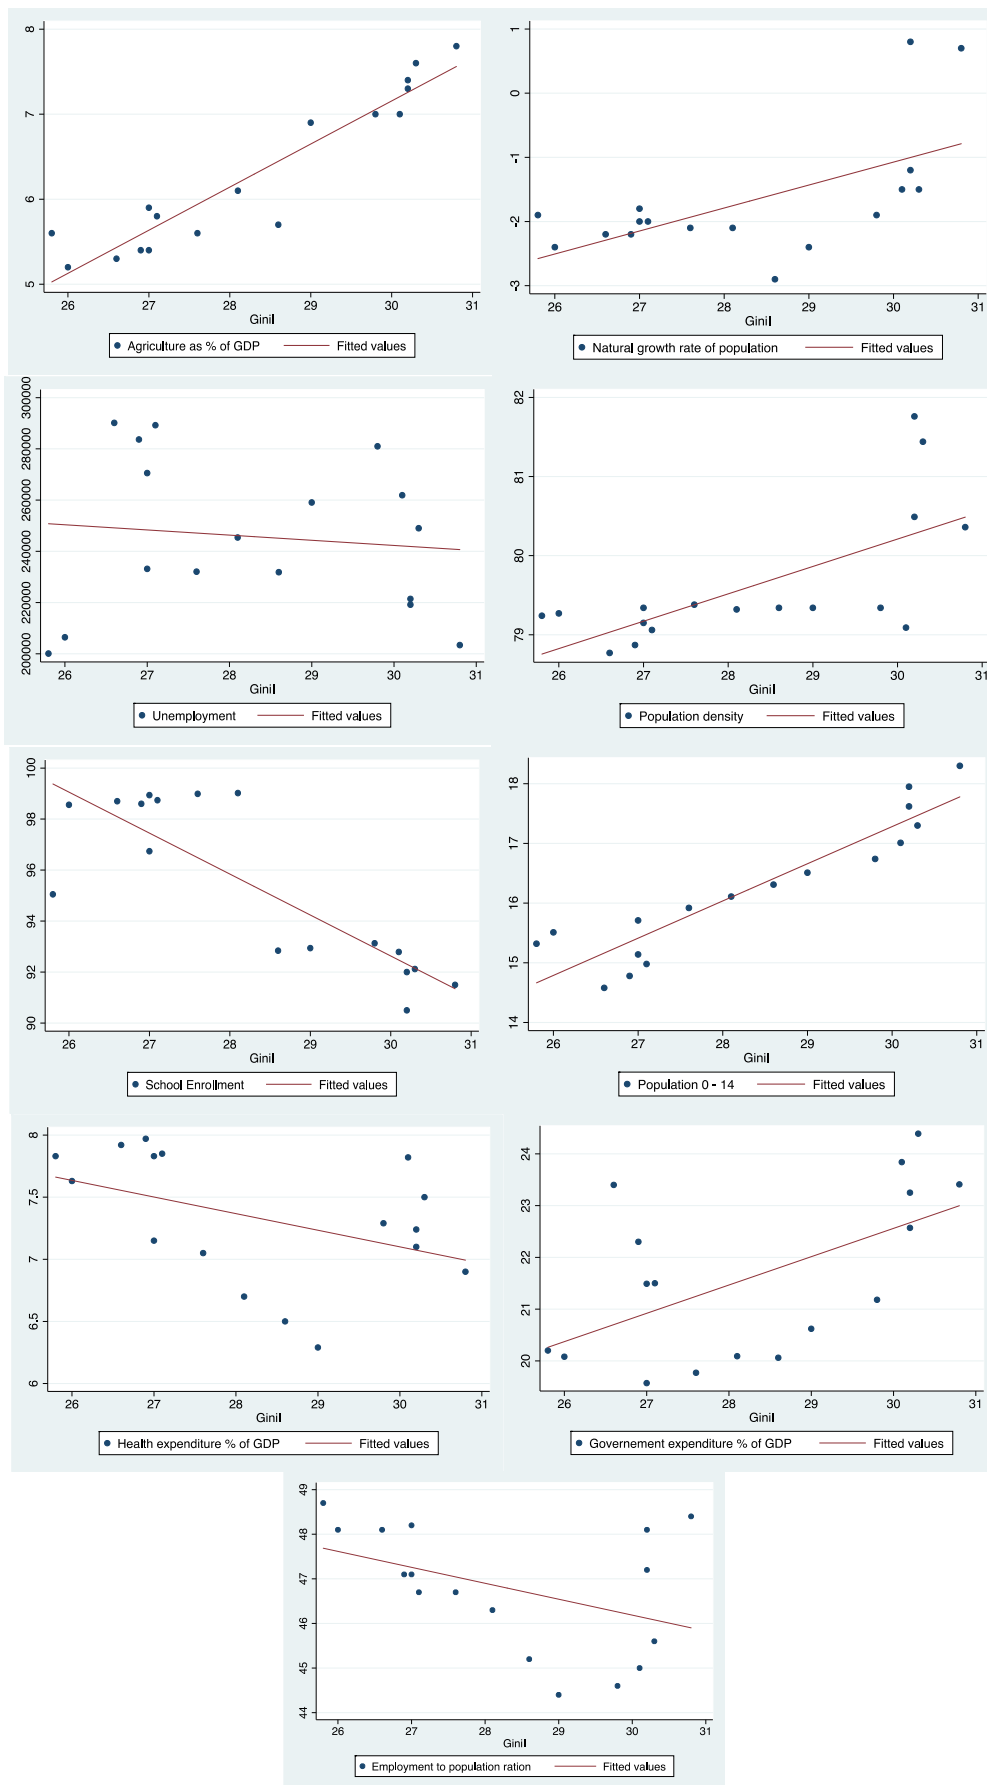 8
7
6
5
26 27 28 29 30 31
Ginil
Agriculture as % of GDP Fitted values
1
0
-1
-2
-3
26 27 28 29 30 31
Ginil
Natural growth rate of population Fitted values
300000
280000
260000
240000
220000
200000
26 27 28 29 30 31
Ginil
Unemployment Fitted values
82
81
80
79
26 27 28 29 30 31
Ginil
Population density Fitted values
100
98
96
94
92
90
26 27 28 29 30 31
Ginil
School Enrollment Fitted values
18
17
16
15
14
26 27 28 29 30 31
Ginil
Population 0 - 14 Fitted values
8
7.5
7
6.5
6
26 27 28 29 30 31
Ginil
Health expenditure % of GDP Fitted values
24
23
22
21
20
26 27 28 29 30 31
Ginil
Governement expenditure % of GDP Fitted values
49
48
47
46
45
44
26 27 28 29 30 31
Ginil
Employment to population ration Fitted values